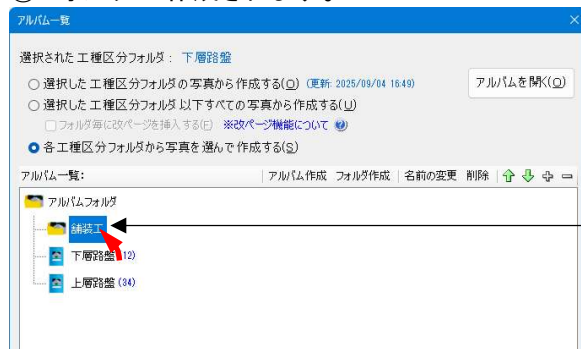 アルバム一覧
選択された工種区分フォルダ： 下層路盤
選択した工種区分フォルダの写真から作成する(O) (更新: 2025/09/04 16:49) アルバムを開く(O)
選択した工種区分フォルダ以下すべての写真から作成する(U)
フォルダ毎に改ページを挿入する(E) ※改ページ機能について
各工種区分フォルダから写真を選んで作成する(S)
アルバム一覧: アルバム作成 フォルダ作成 名前の変更 削除
アルバムフォルダ
舗装工
下層路盤 (12)
上層路盤 (34)